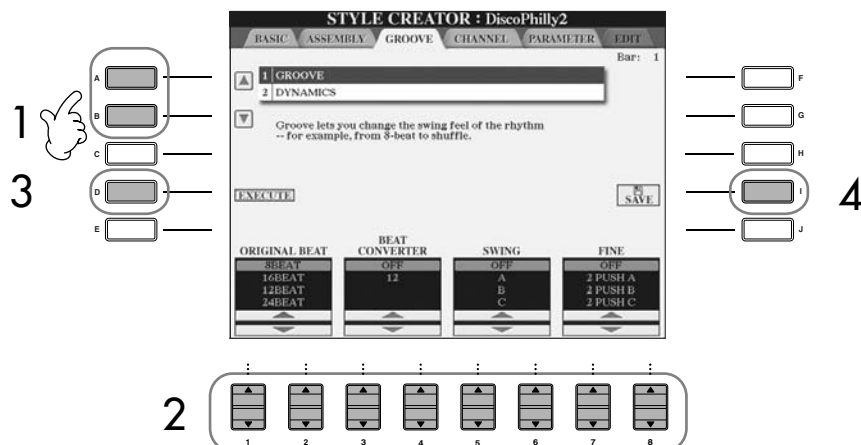 STYLE CREATOR : DiscoPhilly2
BASIC ASSEMBLY GROOVE CHANNEL PARAMETER EDIT
Bar: 1
1 GROOVE
2 DYNAMICS
Groove lets you change the swing feel of the rhythm
-- for example, from 8-beat to shuffle.
EXECUTE
SAVE
ORIGINAL BEAT
8BEAT
16BEAT
12BEAT
24BEAT
BEAT
CONVERTER
OFF
12
SWING
OFF
A
B
C
FINE
OFF
2 PUSH A
2 PUSH B
2 PUSH C
A
B
C
D
E
F
G
H
I
J
1
3
4
2
1 2 3 4 5 6 7 8